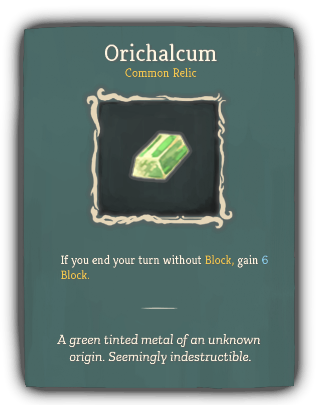 Orichalcum
Common Relic
If you end your turn without Block, gain 6
Block.
A green tinted metal of an unknown
origin. Seemingly indestructible.